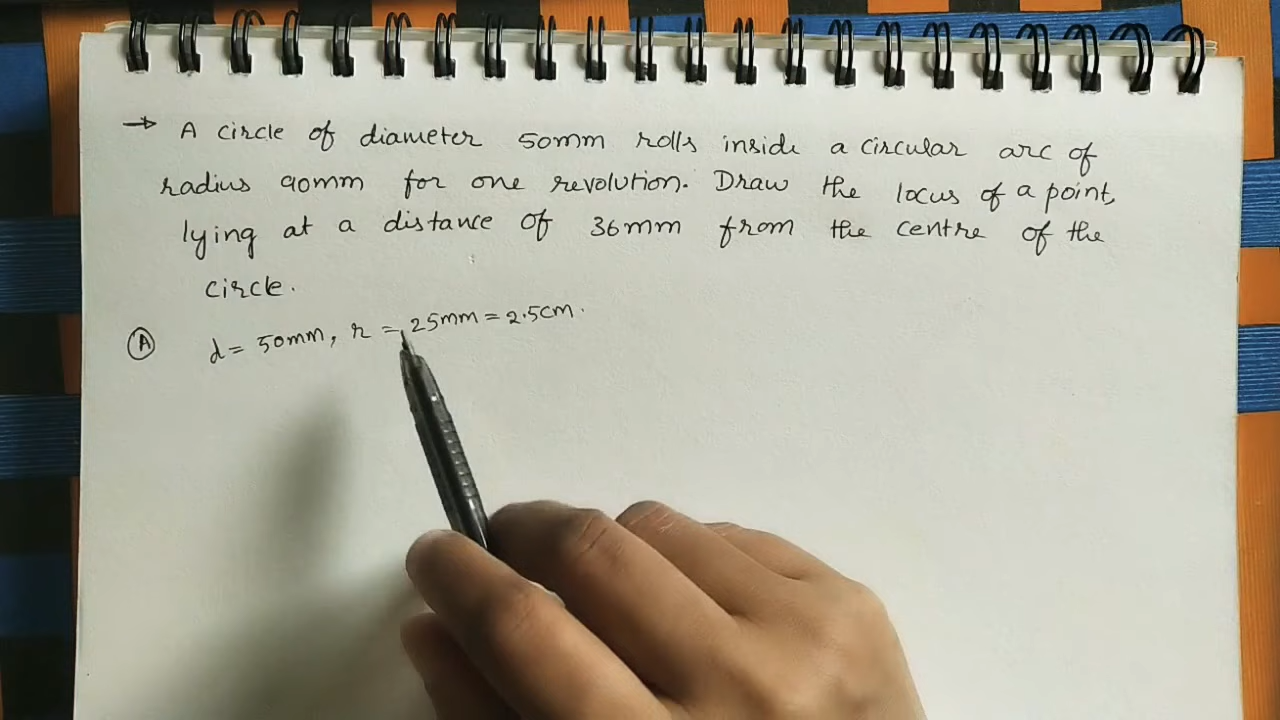 → A circle of diameter 50mm rolls inside a circular arc of
radius 90mm for one revolution. Draw the locus of a point,
lying at a distance of 36mm from the centre of the
circle.
A d = 50mm, r = 25mm = 2.5cm.